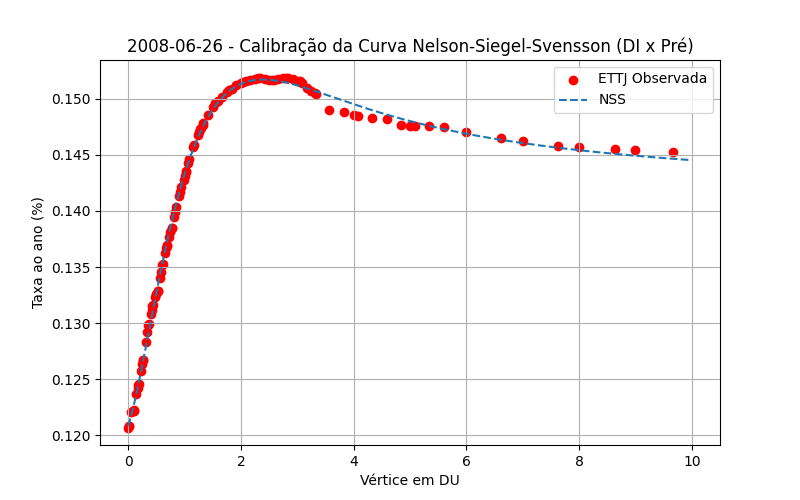 2008-06-26 - Calibração da Curva Nelson-Siegel-Svensson (DI x Pré)
ETTJ Observada
NSS
Taxa ao ano (%)
0.150
0.145
0.140
0.135
0.130
0.125
0.120
0 2 4 6 8 10
Vértice em DU